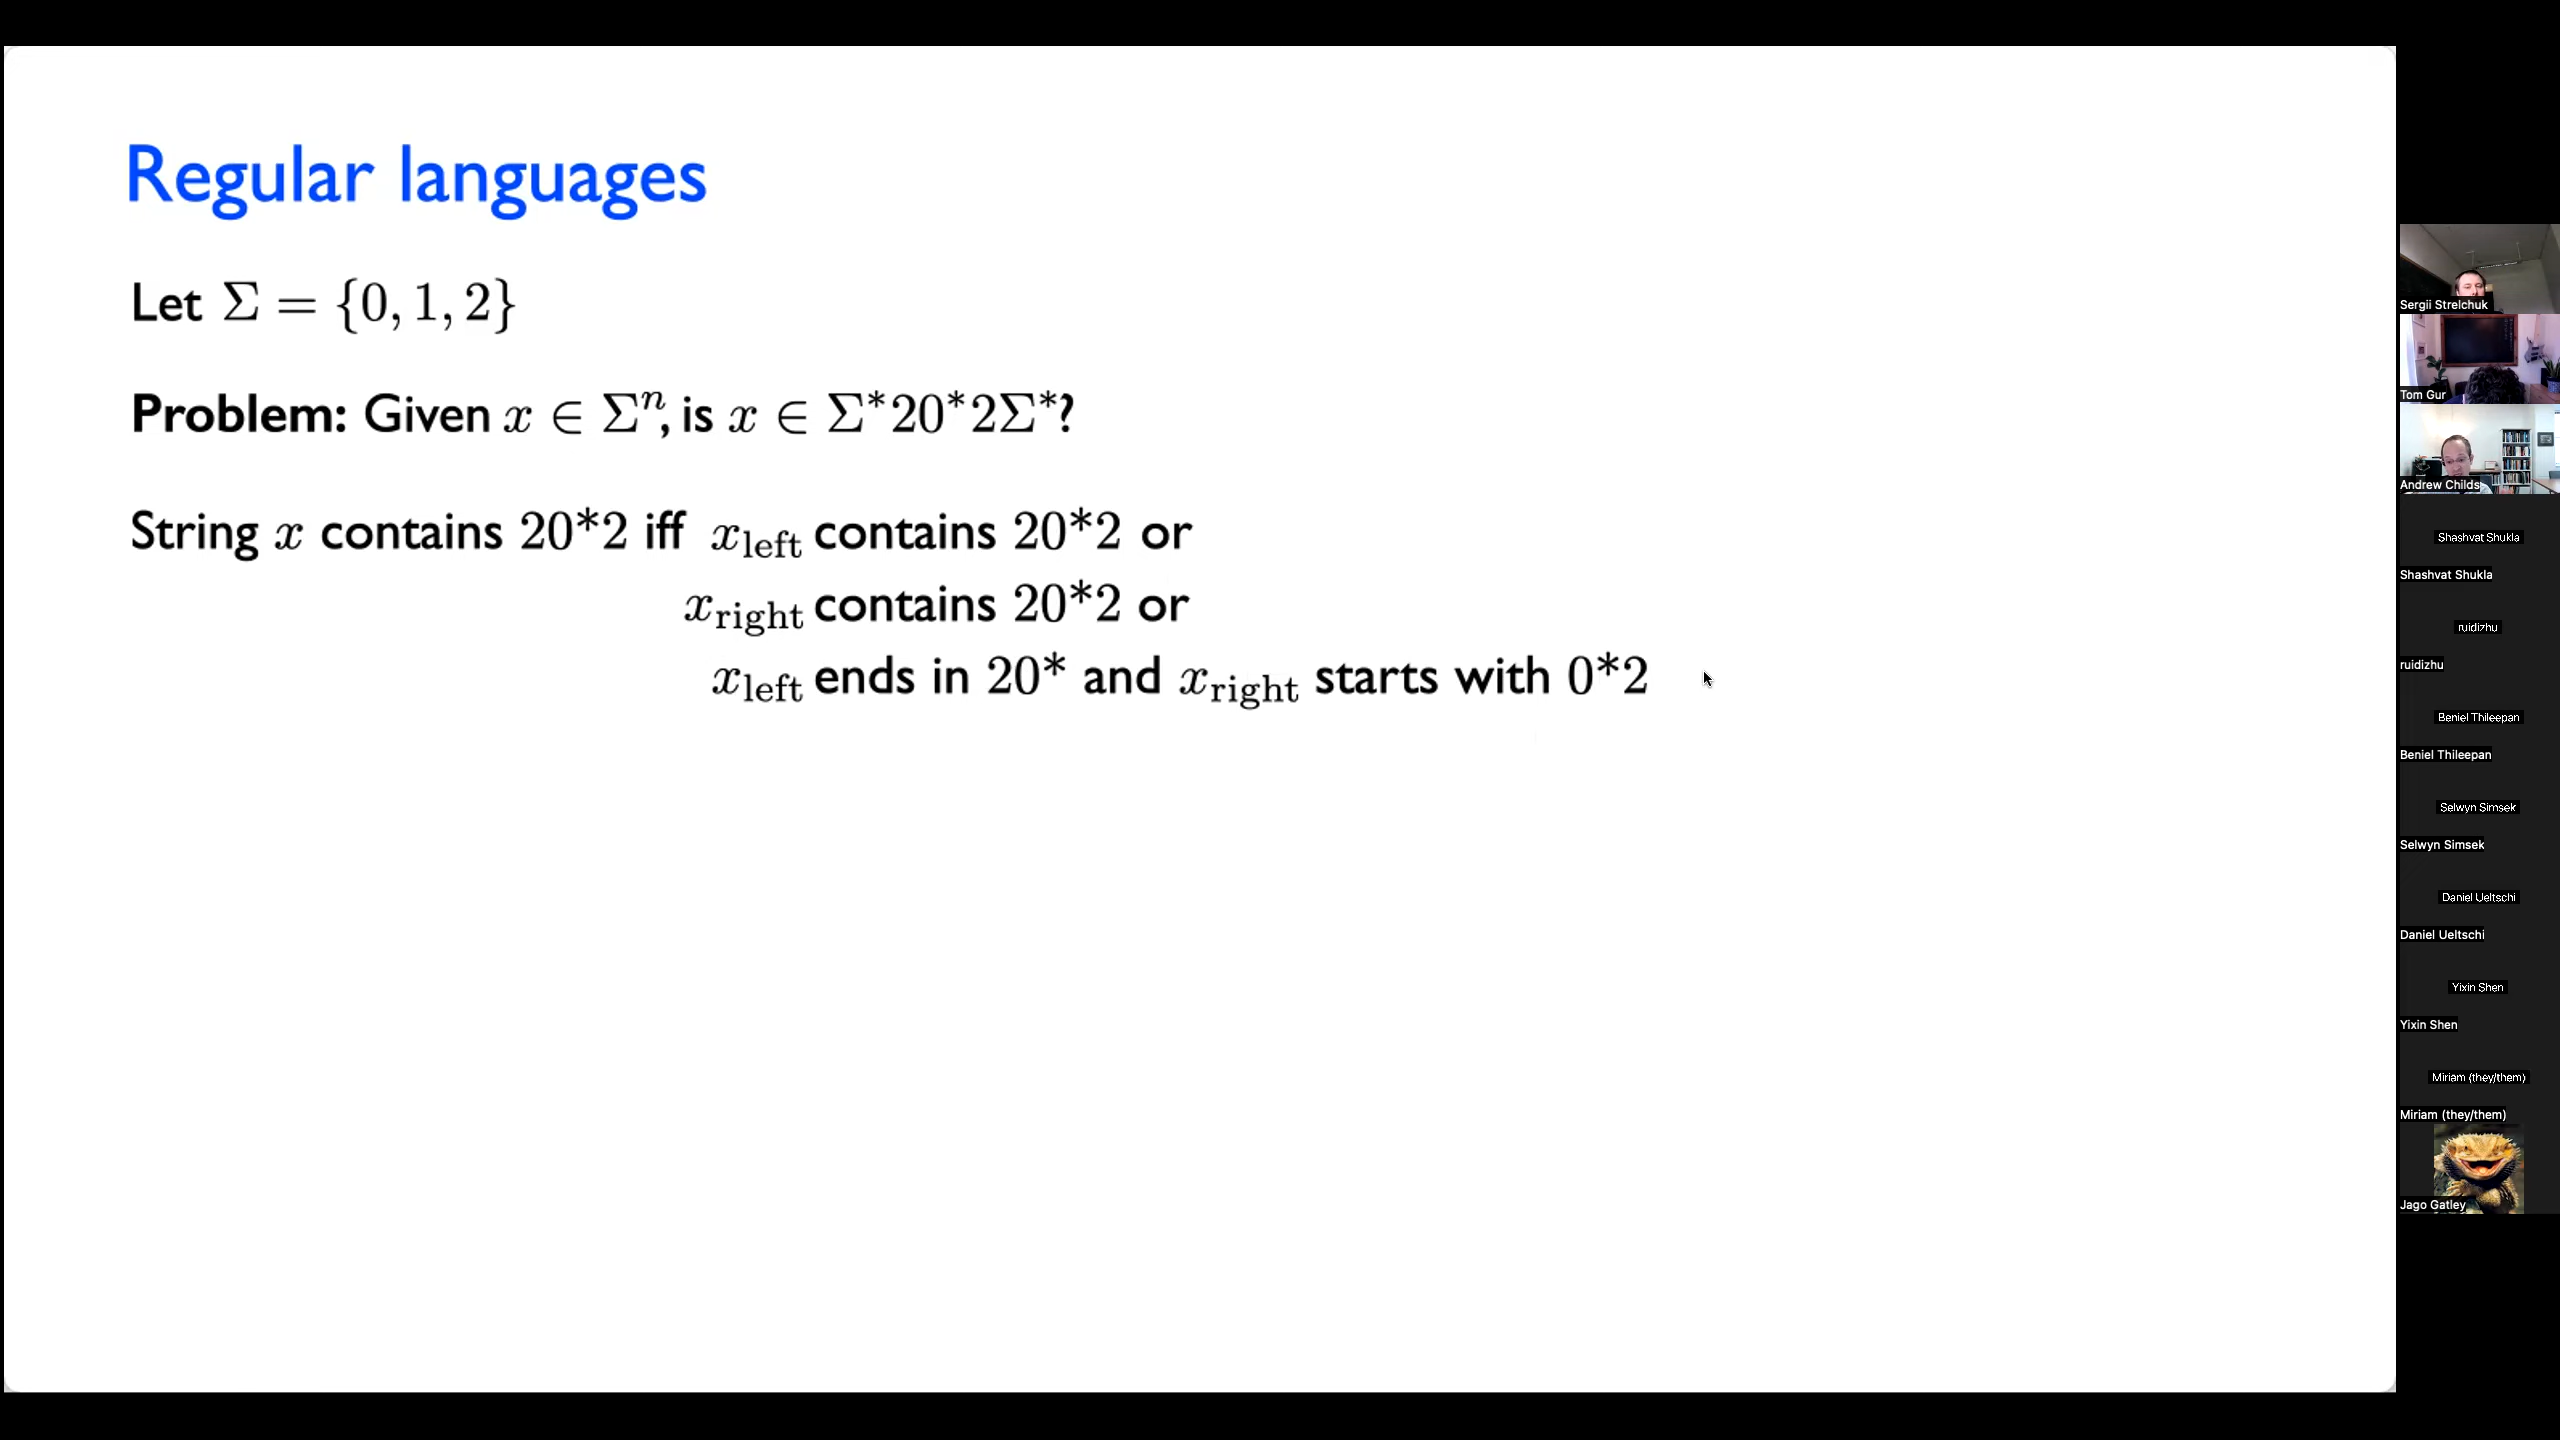 Regular languages
Let Σ = {0, 1, 2}
Problem: Given x ∈ Σⁿ, is x ∈ Σ*20*2Σ*?
String x contains 20*2 iff x_left contains 20*2 or
x_right contains 20*2 or
x_left ends in 20* and x_right starts with 0*2
Sergii Strelchuk
Tom Gur
Andrew Childs
Shashvat Shukla
Shashvat Shukla
ruidizhu
ruidizhu
Beniel Thileepan
Beniel Thileepan
Selwyn Simsek
Selwyn Simsek
Daniel Ueltschi
Daniel Ueltschi
Yixin Shen
Yixin Shen
Miriam (they/them)
Miriam (they/them)
Jago Gatley